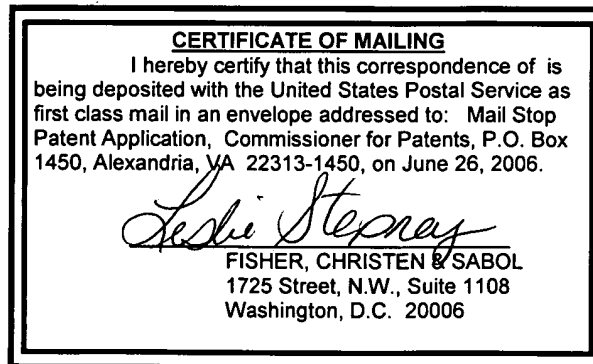 CERTIFICATE OF MAILING
I hereby certify that this correspondence of is
being deposited with the United States Postal Service as
first class mail in an envelope addressed to: Mail Stop
Patent Application, Commissioner for Patents, P.O. Box
1450, Alexandria, VA 22313-1450, on June 26, 2006.
Leslie
FISHER, CHRISTEN & SABOL
1725 Street, N.W., Suite 1108
Washington, D.C. 20006